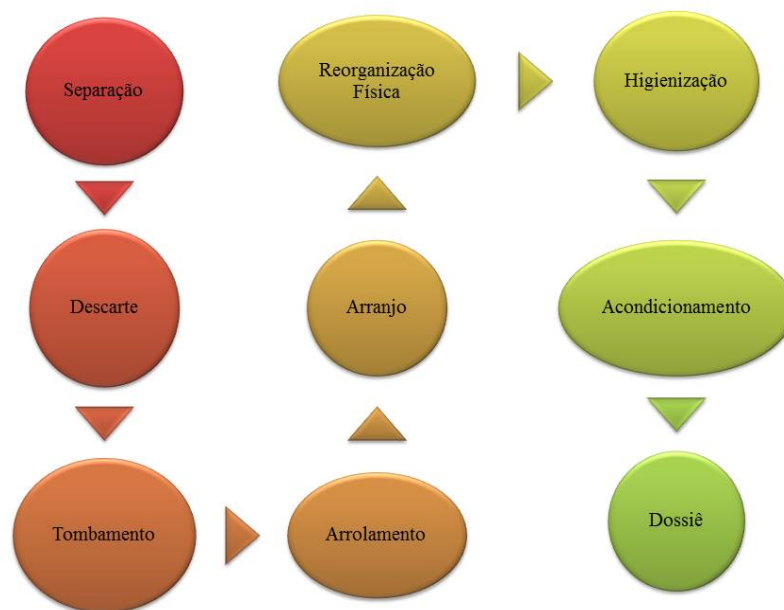 Separação
Descarte
Tombamento
Arrolamento
Arranjo
Reorganização
Física
Higienização
Acondicionamento
Dossiê